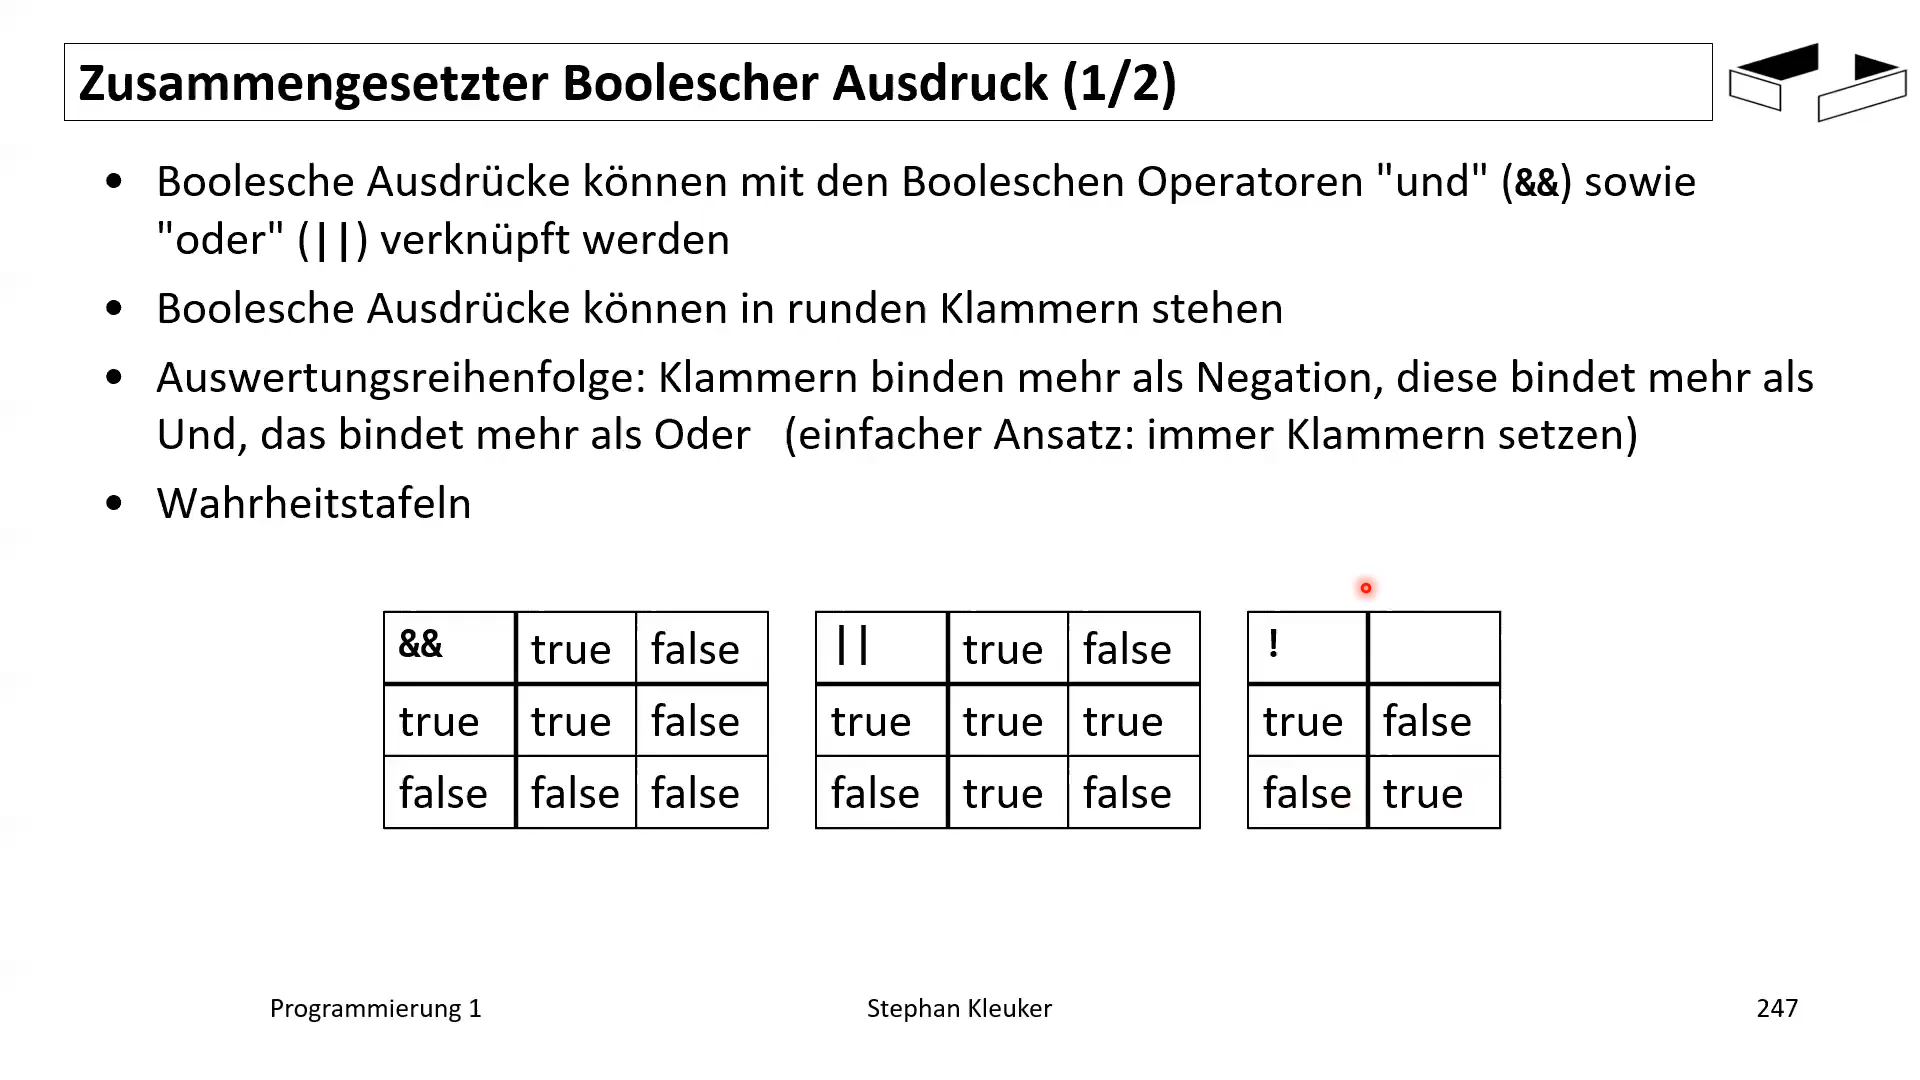 Zusammengesetzter Boolescher Ausdruck (1/2)
• Boolesche Ausdrücke können mit den Booleschen Operatoren "und" (&&) sowie
"oder" (||) verknüpft werden
• Boolesche Ausdrücke können in runden Klammern stehen
• Auswertungsreihenfolge: Klammern binden mehr als Negation, diese bindet mehr als
Und, das bindet mehr als Oder (einfacher Ansatz: immer Klammern setzen)
• Wahrheitstafeln
&& true false
true true false
false false false
|| true false
true true true
false true false
!
true false
false true
Programmierung 1
Stephan Kleuker
247